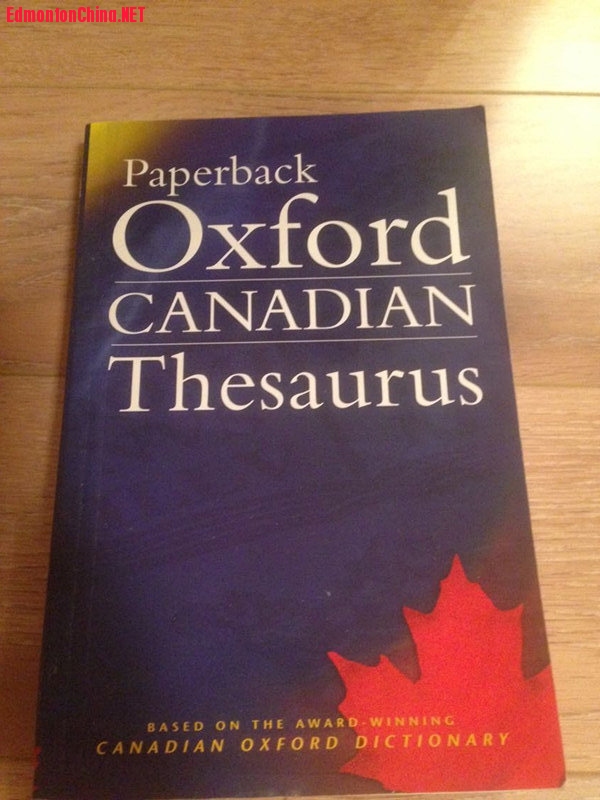 EdmontonChina.NET
Paperback
Oxford
CANADIAN
Thesaurus
BASED ON THE AWARD-WINNING
CANADIAN OXFORD DICTIONARY